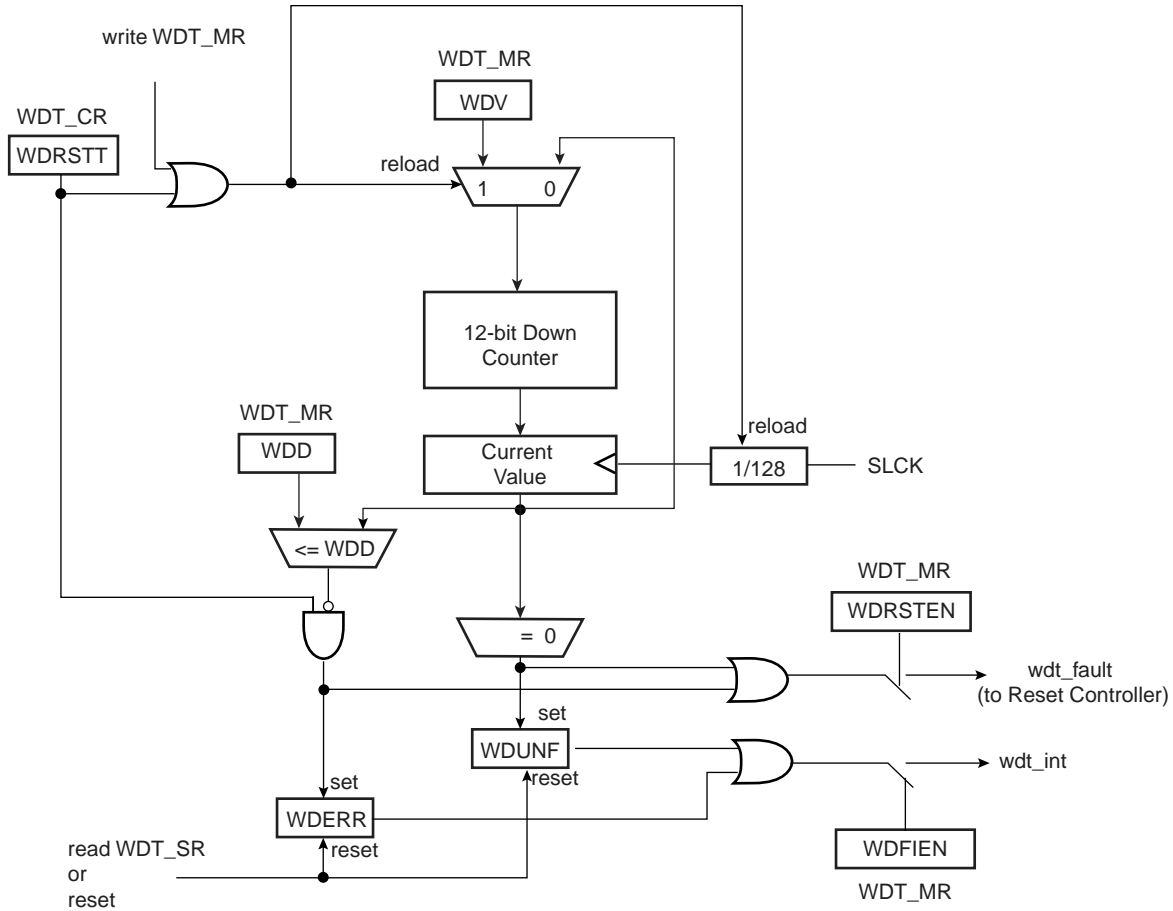 write WDT_MR
WDT_MR
WDV
WDT_CR
WDRSTT
reload
1 0
12-bit Down
Counter
WDT_MR
WDD
Current
Value
reload
1/128
SLCK
<= WDD
= 0
WDT_MR
WDRSTEN
wdt_fault
(to Reset Controller)
set
WDUNF
reset
wdt_int
set
WDERR
reset
read WDT_SR
or
reset
WDFIEN
WDT_MR